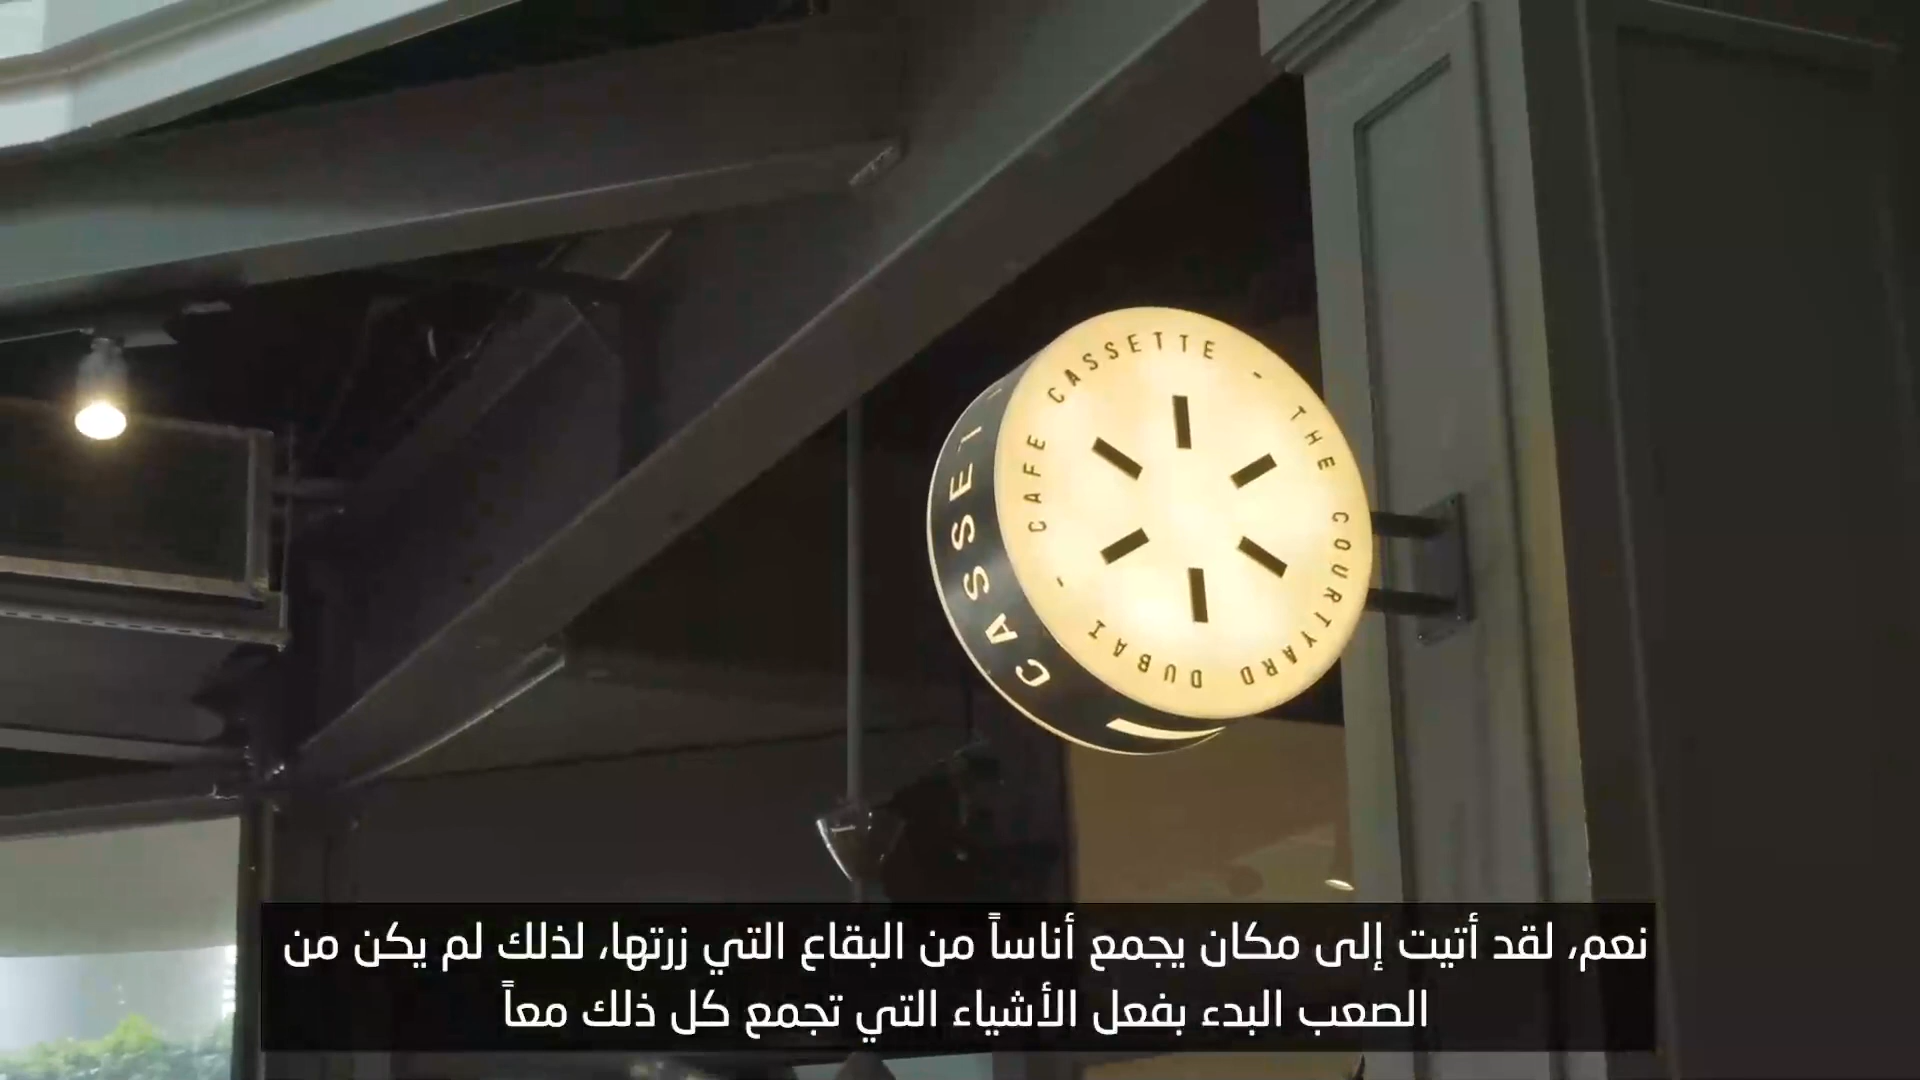 CAFE CASSETTE - THE COURTYARD DUBAI -
CASSET
نعم، لقد أتيت إلى مكان يجمع أناساً من البقاع التي زرتها، لذلك لم يكن من
الصعب البدء بفعل الأشياء التي تجمع كل ذلك معاً